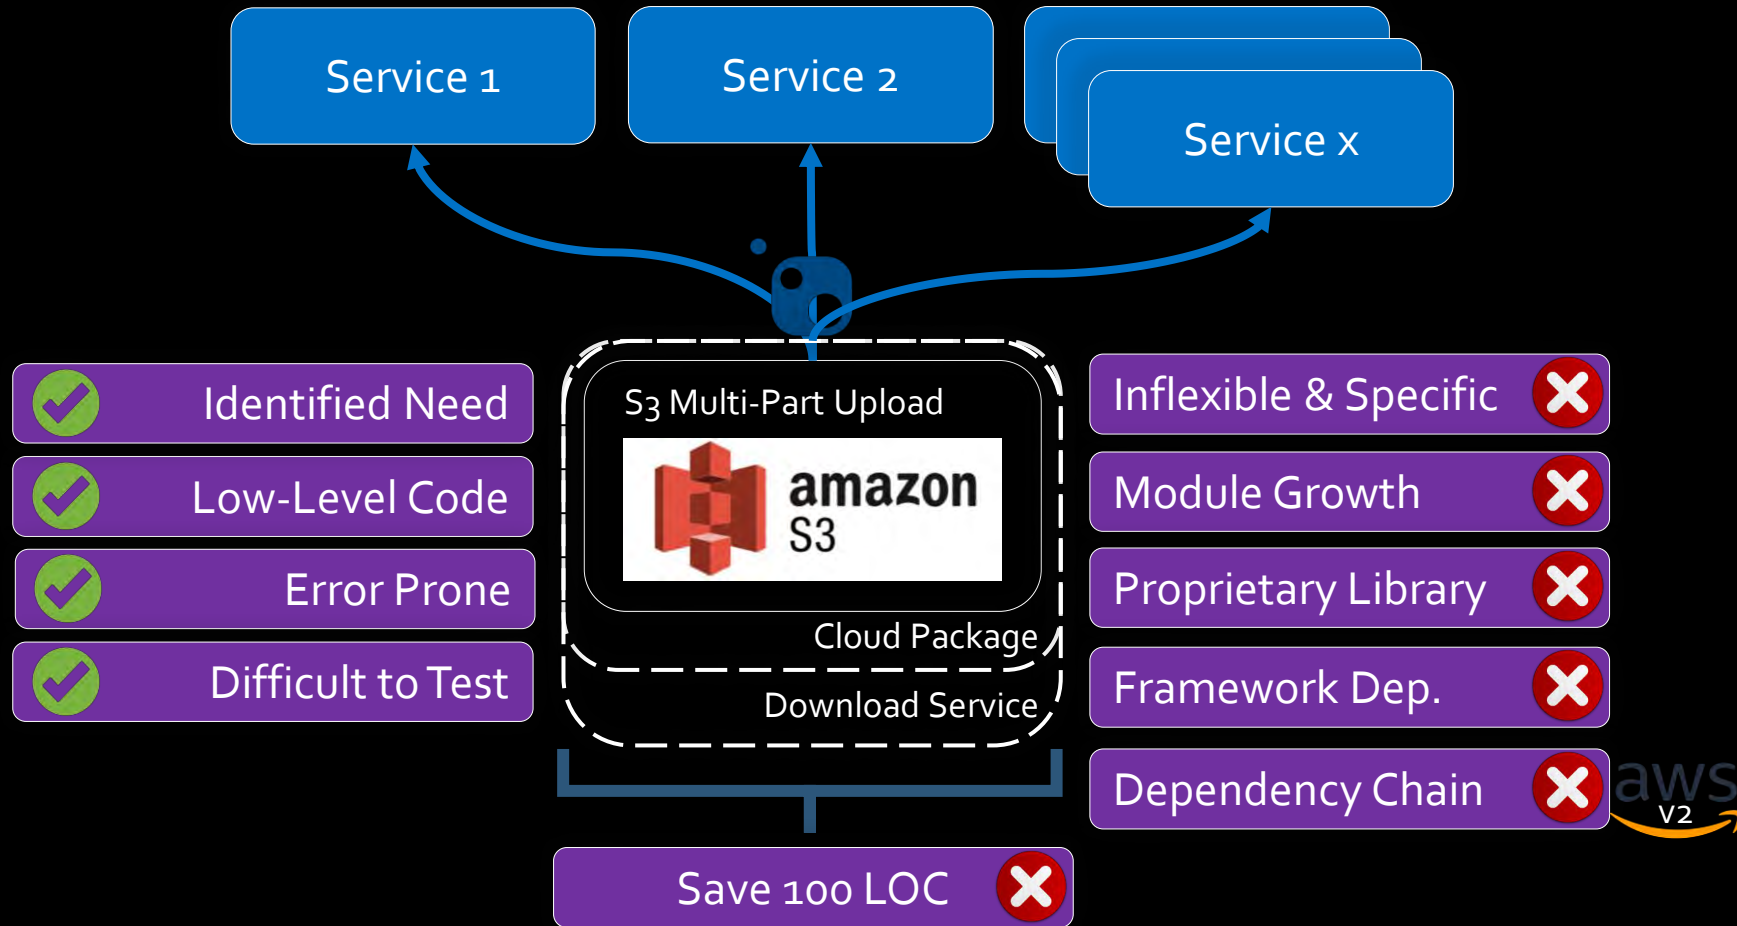 Service 1
Service 2
Service x
Identified Need
Low-Level Code
Error Prone
Difficult to Test
S3 Multi-Part Upload
amazon
S3
Cloud Package
Download Service
Inflexible & Specific
Module Growth
Proprietary Library
Framework Dep.
Dependency Chain
aws
v2
Save 100 LOC